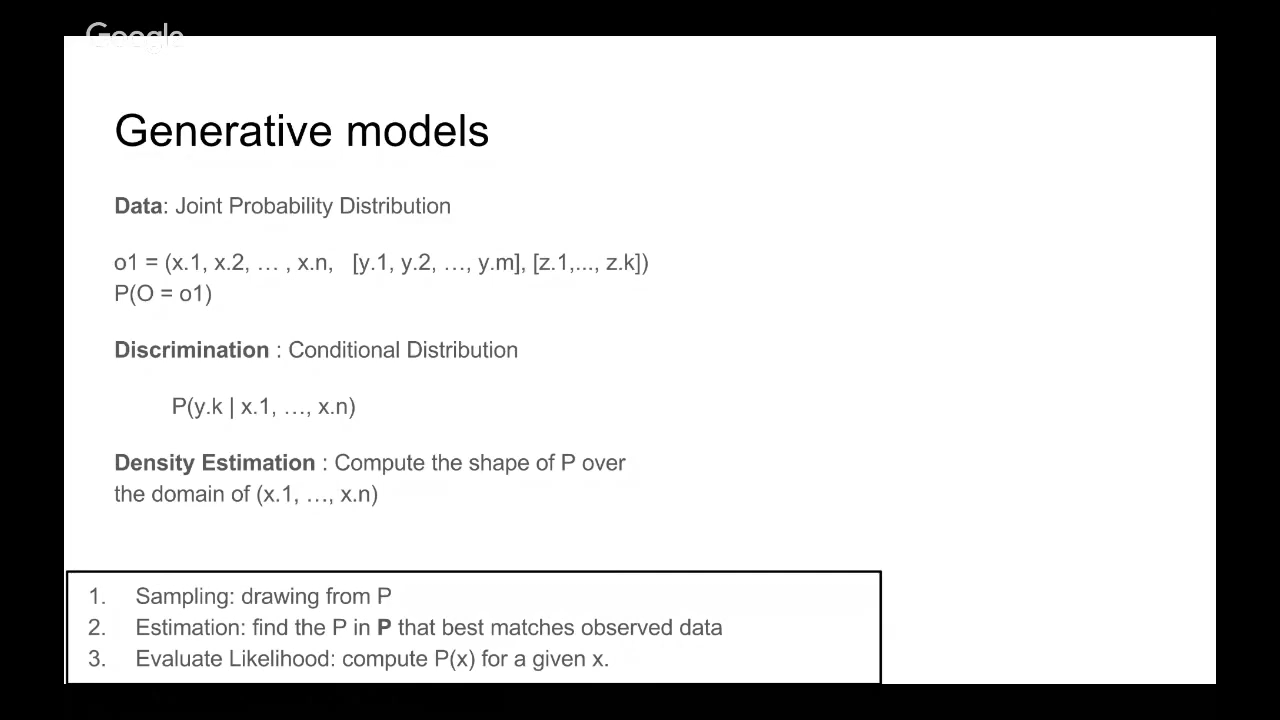 Google
Generative models
Data: Joint Probability Distribution
o1 = (x.1, x.2, … , x.n,   [y.1, y.2, …, y.m], [z.1,..., z.k])
P(O = o1)
Discrimination : Conditional Distribution
P(y.k | x.1, …, x.n)
Density Estimation : Compute the shape of P over
the domain of (x.1, …, x.n)
1. Sampling: drawing from P
2. Estimation: find the P in P that best matches observed data
3. Evaluate Likelihood: compute P(x) for a given x.